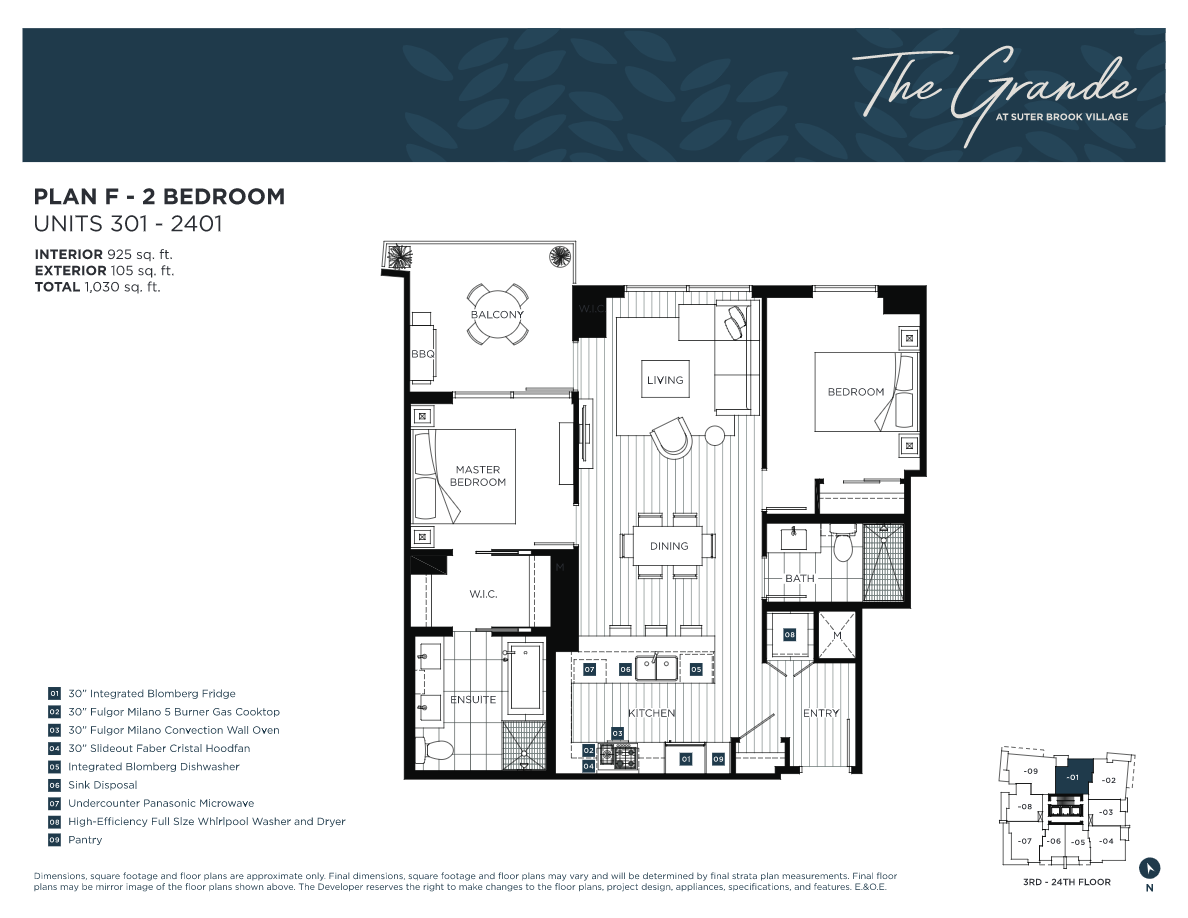 The Grande
AT SUTER BROOK VILLAGE
PLAN F - 2 BEDROOM
UNITS 301 - 2401
INTERIOR 925 sq. ft.
EXTERIOR 105 sq. ft.
TOTAL 1,030 sq. ft.
W.I.C.
BALCONY
BBQ
LIVING
BEDROOM
MASTER
BEDROOM
DINING
M
BATH
W.I.C.
08
M
07
06
05
ENSUITE
KITCHEN
ENTRY
03
02
04
01
09
01 30" Integrated Blomberg Fridge
02 30" Fulgor Milano 5 Burner Gas Cooktop
03 30" Fulgor Milano Convection Wall Oven
04 30" Slideout Faber Cristal Hoodfan
05 Integrated Blomberg Dishwasher
06 Sink Disposal
07 Undercounter Panasonic Microwave
08 High-Efficiency Full Size Whirlpool Washer and Dryer
09 Pantry
-09
-01
-02
-08
-03
-07
-06
-05
-04
3RD - 24TH FLOOR
N
Dimensions, square footage and floor plans are approximate only. Final dimensions, square footage and floor plans may vary and will be determined by final strata plan measurements. Final floor
plans may be mirror image of the floor plans shown above. The Developer reserves the right to make changes to the floor plans, project design, appliances, specifications, and features. E.&O.E.